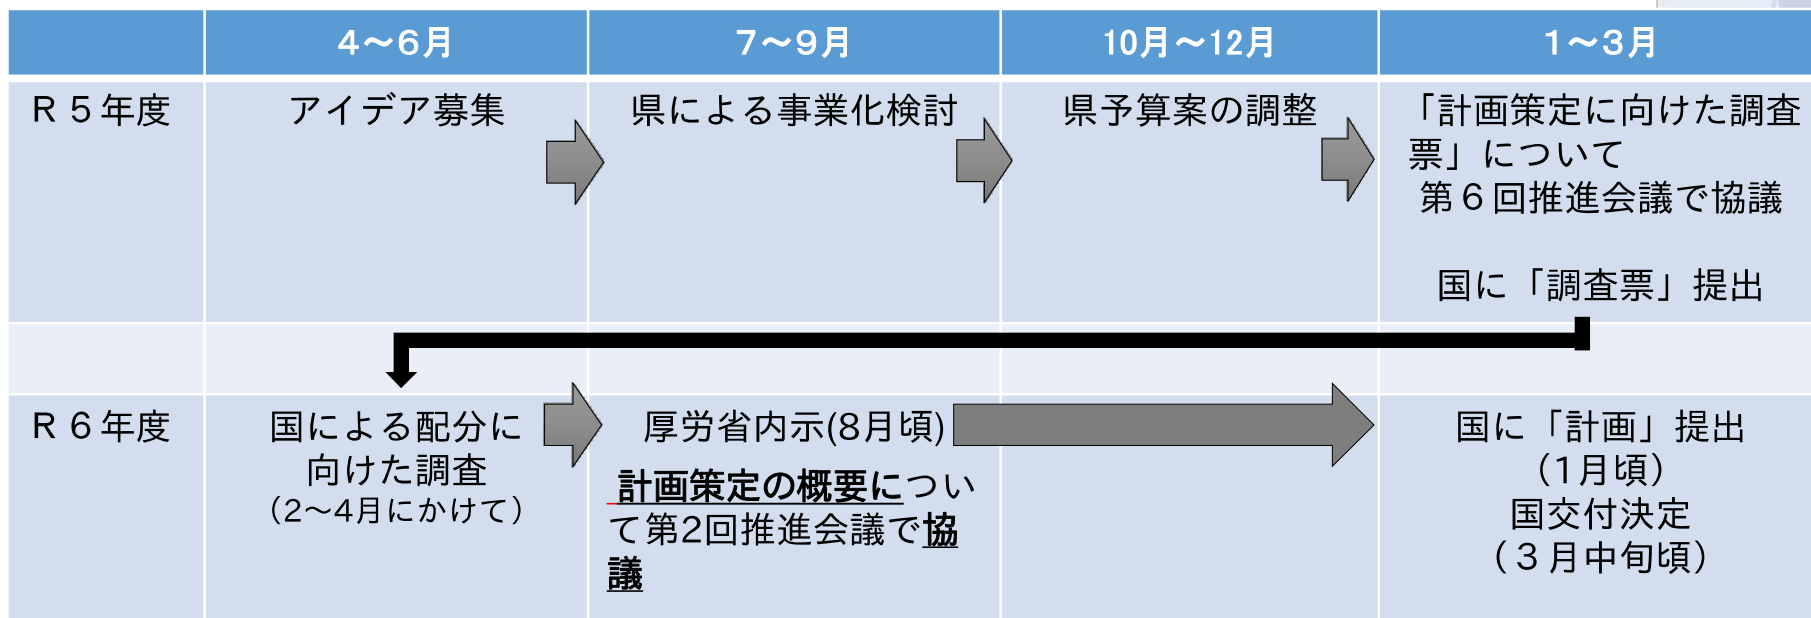 4～6月
7～9月
10月～12月
1～3月
R5年度
アイデア募集
県による事業化検討
県予算案の調整
「計画策定に向けた調査
票」について
第6回推進会議で協議
国に「調査票」提出
R6年度
国による配分に
向けた調査
（2～4月にかけて）
厚労省内示(8月頃)
計画策定の概要につい
て第2回推進会議で協
議
国に「計画」提出
（1月頃）
国交付決定
（3月中旬頃）